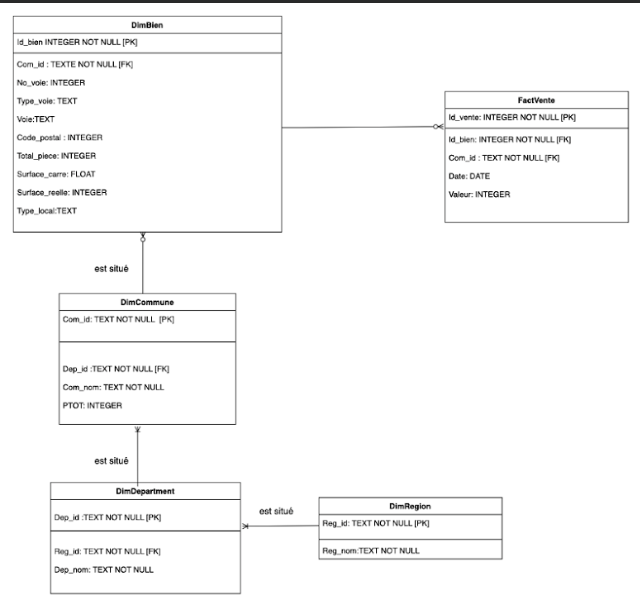 DimBien
Id_bien INTEGER NOT NULL [PK]
Com_id : TEXTE NOT NULL [FK]
No_voie: INTEGER
Type_voie: TEXT
Voie:TEXT
Code_postal : INTEGER
Total_piece: INTEGER
Surface_carre: FLOAT
Surface_reelle: INTEGER
Type_local:TEXT
FactVente
Id_vente: INTEGER NOT NULL [PK]
Id_bien: INTEGER NOT NULL [FK]
Com_id : TEXT NOT NULL [FK]
Date: DATE
Valeur: INTEGER
est situé
DimCommune
Com_id: TEXT NOT NULL [PK]
Dep_id :TEXT NOT NULL [FK]
Com_nom: TEXT NOT NULL
PTOT: INTEGER
est situé
DimDepartment
Dep_id :TEXT NOT NULL [PK]
Reg_id: TEXT NOT NULL [FK]
Dep_nom: TEXT NOT NULL
est situé
DimRegion
Reg_id: TEXT NOT NULL [PK]
Reg_nom:TEXT NOT NULL